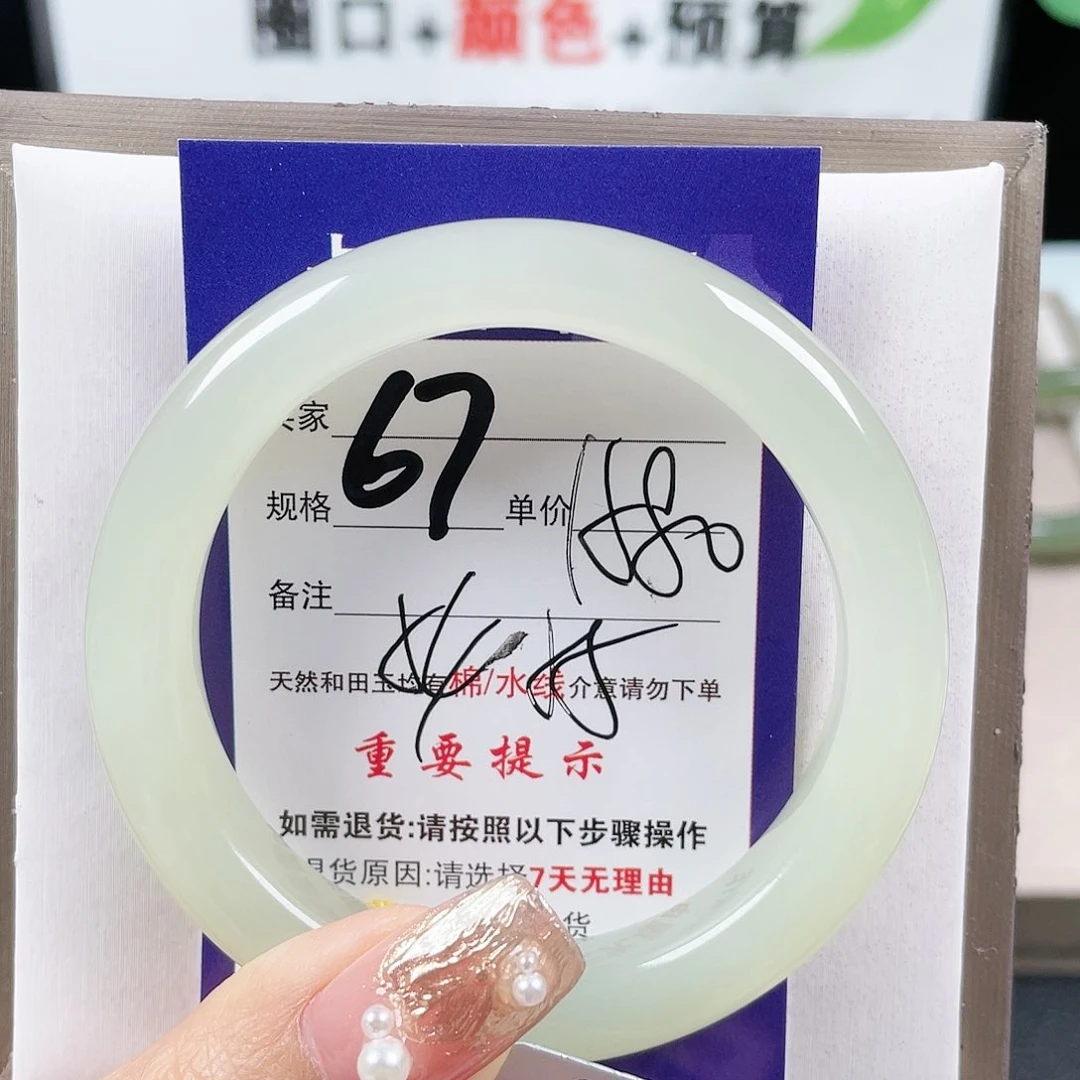 圈口+颜色+预算
家 67
规格 单价
备注
天然和田玉均有棉/水线介意请勿下单
重要提示
如需退货:请按照以下步骤操作
退货原因:请选择7天无理由
货